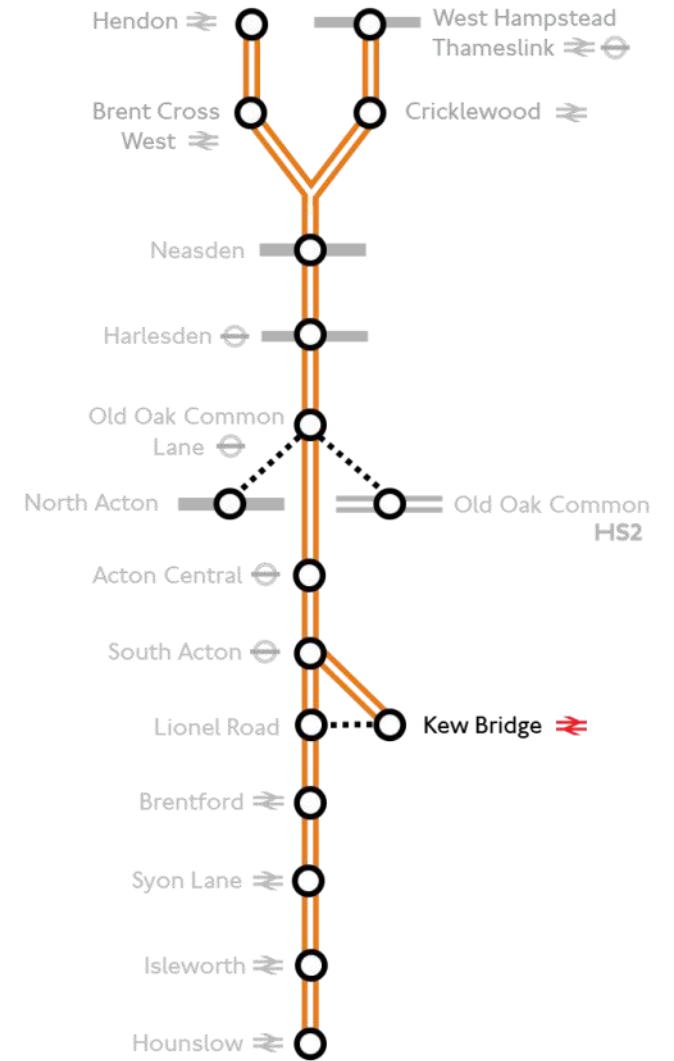 Hendon
West Hampstead
Thameslink
Brent Cross
West
Cricklewood
Neasden
Harlesden
Old Oak Common
Lane
North Acton
Old Oak Common
HS2
Acton Central
South Acton
Lionel Road
Kew Bridge
Brentford
Syon Lane
Isleworth
Hounslow